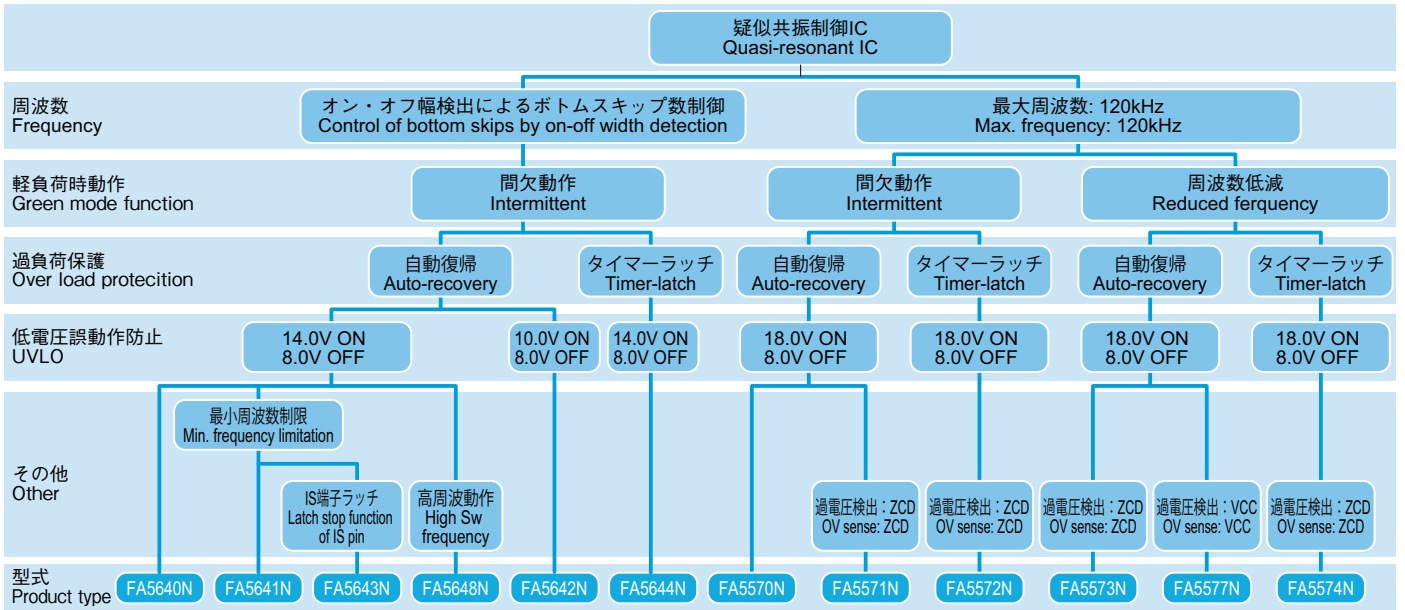 疑似共振制御IC
Quasi-resonant IC
周波数
Frequency
オン・オフ幅検出によるボトムスキップ数制御
Control of bottom skips by on-off width detection
最大周波数: 120kHz
Max. frequency: 120kHz
軽負荷時動作
Green mode function
間欠動作
Intermittent
間欠動作
Intermittent
周波数低減
Reduced ferquency
過負荷保護
Over load protecition
自動復帰
Auto-recovery
タイマーラッチ
Timer-latch
自動復帰
Auto-recovery
タイマーラッチ
Timer-latch
自動復帰
Auto-recovery
タイマーラッチ
Timer-latch
低電圧誤動作防止
UVLO
14.0V ON
8.0V OFF
10.0V ON
8.0V OFF
14.0V ON
8.0V OFF
18.0V ON
8.0V OFF
18.0V ON
8.0V OFF
18.0V ON
8.0V OFF
18.0V ON
8.0V OFF
その他
Other
最小周波数制限
Min. frequency limitation
IS端子ラッチ
Latch stop function
of IS pin
高周波動作
High Sw
frequency
過電圧検出：ZCD
OV sense: ZCD
過電圧検出：ZCD
OV sense: ZCD
過電圧検出：ZCD
OV sense: ZCD
過電圧検出：VCC
OV sense: VCC
過電圧検出：ZCD
OV sense: ZCD
型式
Product type
FA5640N
FA5641N
FA5643N
FA5648N
FA5642N
FA5644N
FA5570N
FA5571N
FA5572N
FA5573N
FA5577N
FA5574N